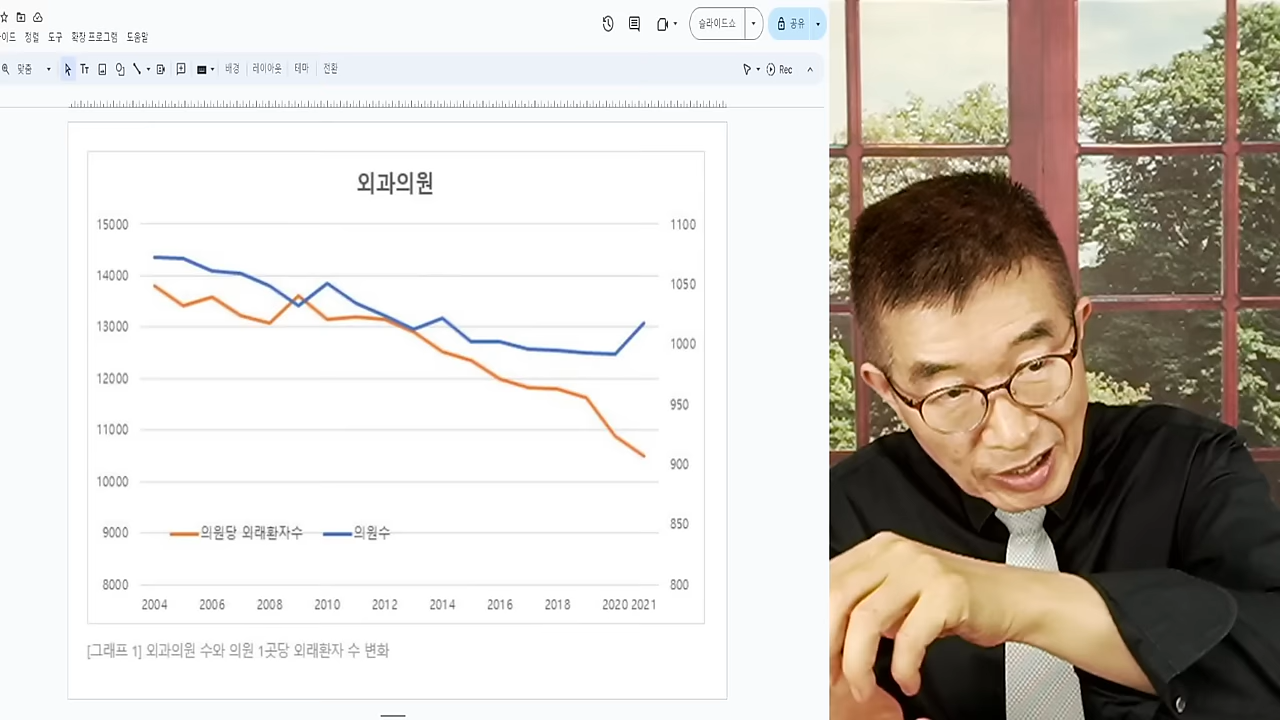 이드 정렬 도구 확장 프로그램 도움말
슬라이드쇼
공유
맞춤
배경 레이아웃 테마 전환
Rec
외과의원
15000 1100
14000 1050
13000 1000
12000 950
11000 900
10000 850
9000 800
8000
의원당 외래환자수 의원수
2004 2006 2008 2010 2012 2014 2016 2018 2020 2021
[그래프 1] 외과의원 수와 의원 1곳당 외래환자 수 변화